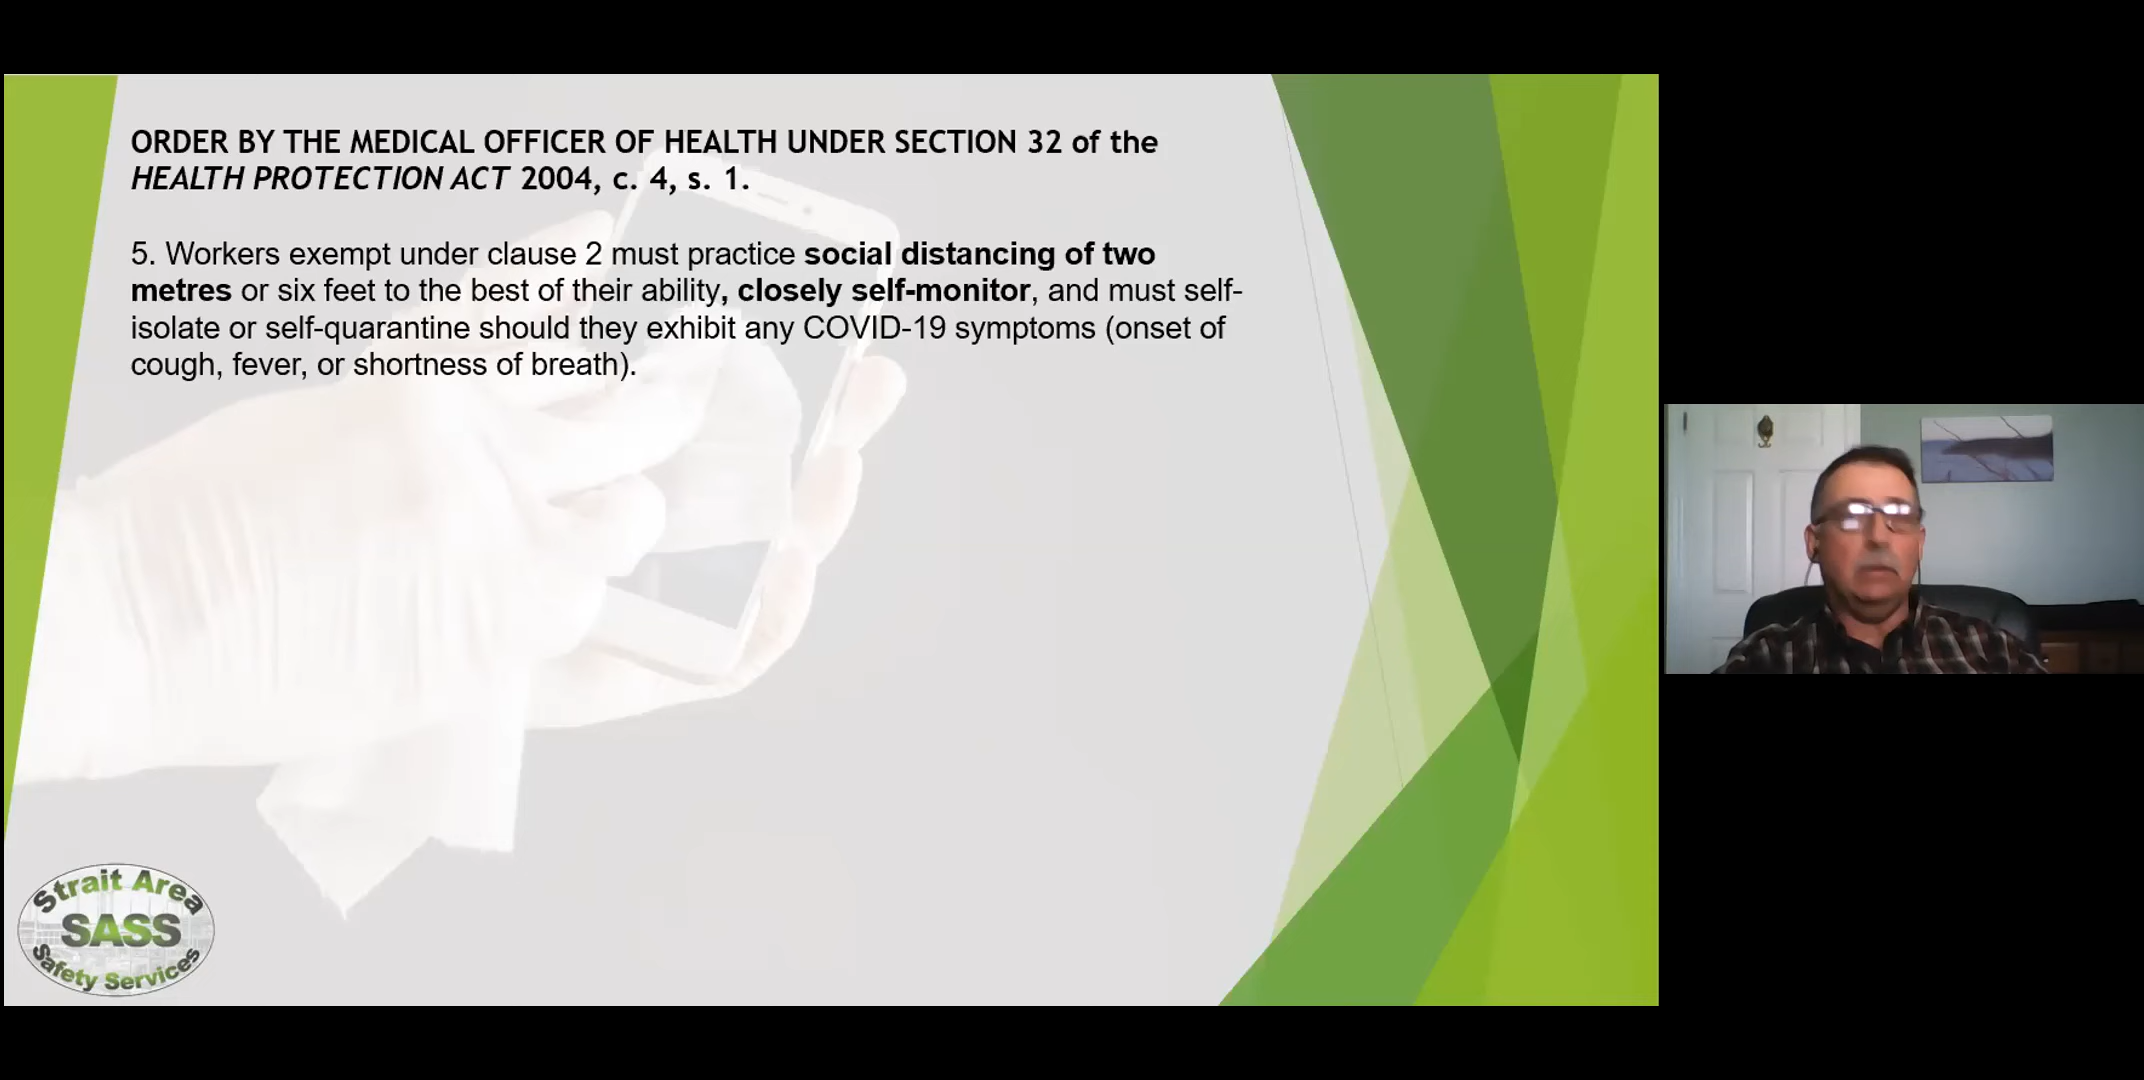 ORDER BY THE MEDICAL OFFICER OF HEALTH UNDER SECTION 32 of the
HEALTH PROTECTION ACT 2004, c. 4, s. 1.
5. Workers exempt under clause 2 must practice social distancing of two
metres or six feet to the best of their ability, closely self-monitor, and must self-
isolate or self-quarantine should they exhibit any COVID-19 symptoms (onset of
cough, fever, or shortness of breath).
Strait Area
SASS
Safety Services